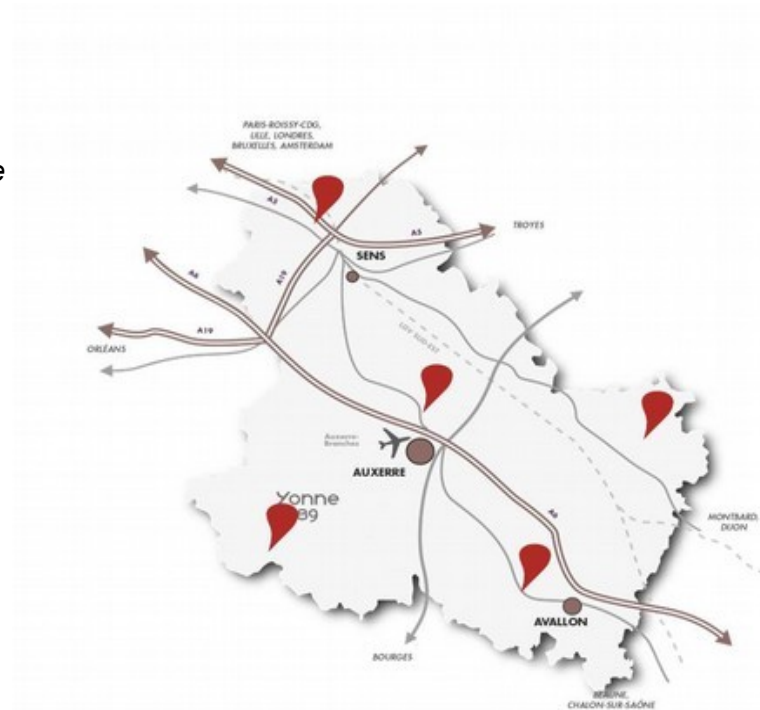 e
PARIS-ROISSY-CDG,
LILLE, LONDRES,
BRUXELLES, AMSTERDAM
A5
A5
TROYES
SENS
A19
A6
A19
ORLÉANS
LGV SUD-EST
Auxerre-
Branches
AUXERRE
Yonne
89
A6
MONTBARD,
DIJON
AVALLON
BOURGES
BEAUNE,
CHALON-SUR-SAÔNE